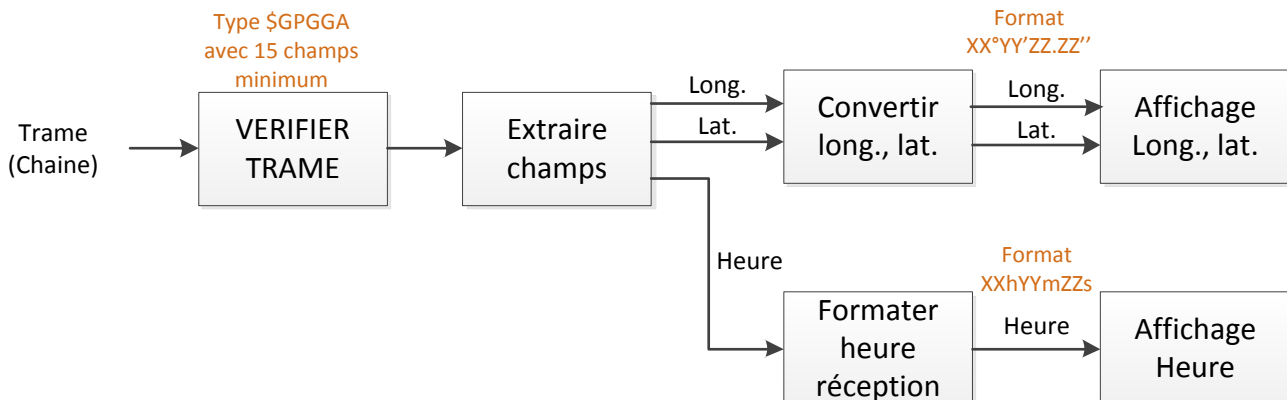 Type $GPGGA
avec 15 champs
minimum
Format
XX°YY’ZZ.ZZ’’
Trame
(Chaine)
VERIFIER
TRAME
Extraire
champs
Long.
Lat.
Convertir
long., lat.
Long.
Lat.
Affichage
Long., lat.
Heure
Format
XXhYYmZZs
Formater
heure
réception
Heure
Affichage
Heure